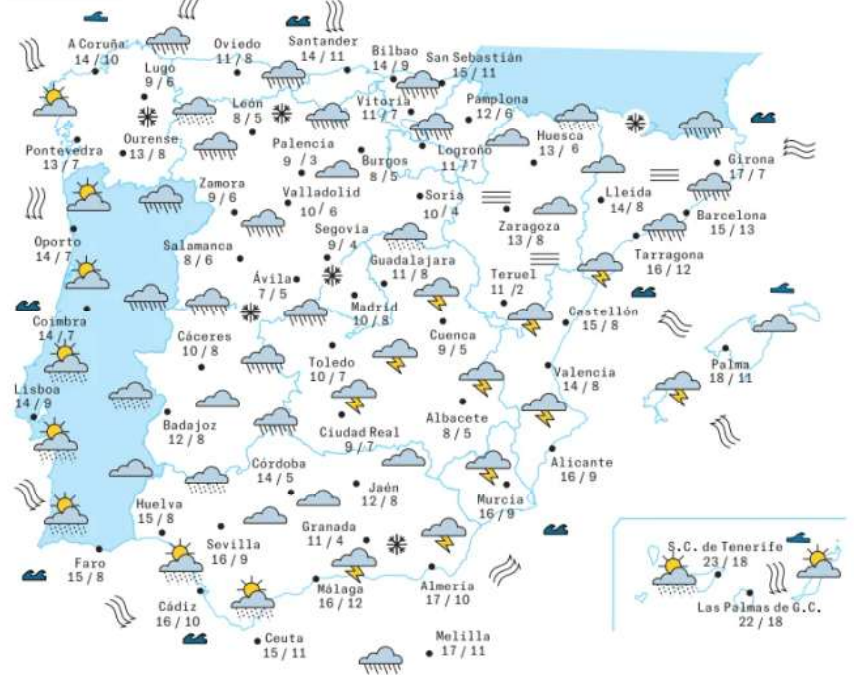 A Coruña
14 / 10
Lugo
9 / 6
Oviedo
11 / 8
Santander
14 / 11
Bilbao
14 / 9
San Sebastián
15 / 11
León
8 / 5
Vitoria
11 / 7
Pamplona
12 / 6
Pontevedra
13 / 7
Ourense
13 / 8
Palencia
9 / 3
Burgos
8 / 5
Logroño
11 / 7
Huesca
13 / 6
Girona
17 / 7
Zamora
9 / 6
Valladolid
10 / 6
Soria
10 / 4
Zaragoza
13 / 8
Lleida
14 / 8
Barcelona
15 / 13
Oporto
14 / 7
Salamanca
8 / 6
Segovia
9 / 4
Guadalajara
11 / 8
Tarragona
16 / 12
Ávila
7 / 5
Madrid
10 / 8
Teruel
11 / 2
Castellón
15 / 8
Coimbra
14 / 7
Cáceres
10 / 8
Toledo
10 / 7
Cuenca
9 / 5
Valencia
14 / 8
Palma
18 / 11
Lisboa
14 / 9
Badajoz
12 / 8
Ciudad Real
9 / 7
Albacete
8 / 5
Alicante
16 / 9
Córdoba
14 / 5
Jaén
12 / 8
Murcia
16 / 9
Huelva
15 / 8
Sevilla
16 / 9
Granada
11 / 4
Faro
15 / 8
Cádiz
16 / 10
Málaga
16 / 12
Almería
17 / 10
Ceuta
15 / 11
Melilla
17 / 11
S.C. de Tenerife
23 / 18
Las Palmas de G.C.
22 / 18